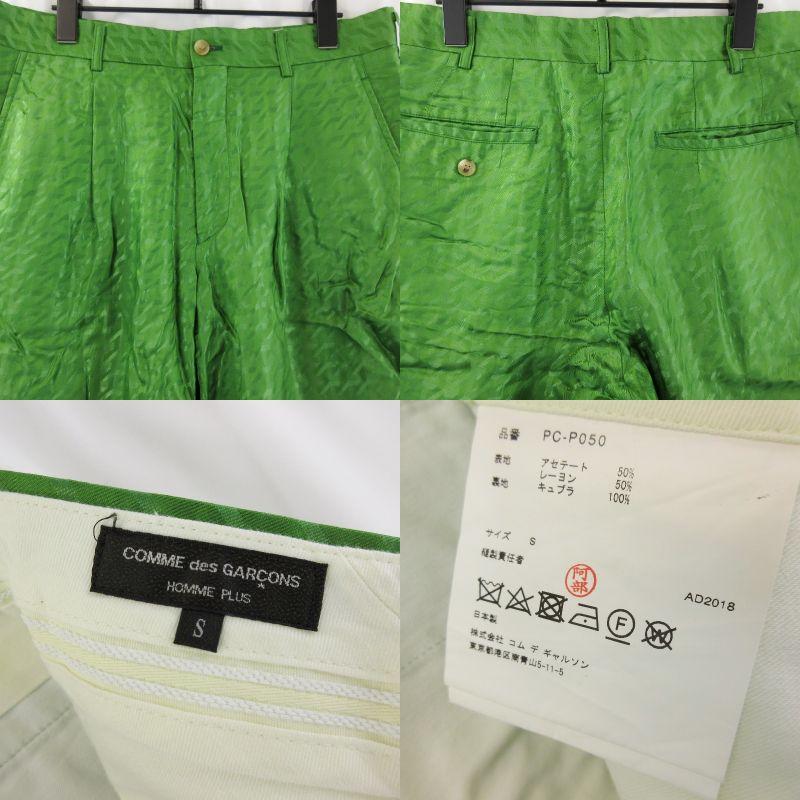 COMME des GARÇONS
HOMME PLUS
S
品番 PC-P050
表地 アセテート 50%
レーヨン 50%
裏地 キュプラ 100%
サイズ S
縫製責任者
阿部
AD2018
F
W
日本製
株式会社 コム デ ギャルソン
東京都港区南青山5-11-5